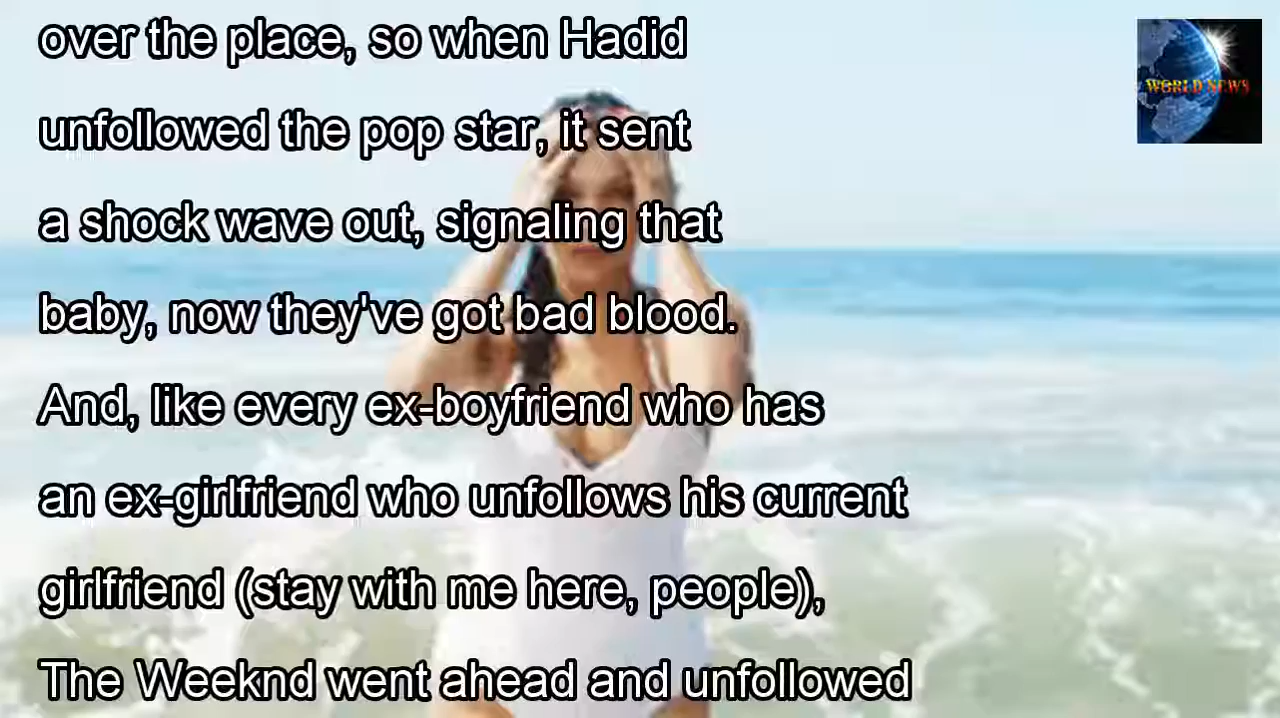 over the place, so when Hadid
unfollowed the pop star, it sent
a shock wave out, signaling that
baby, now they've got bad blood.
And, like every ex-boyfriend who has
an ex-girlfriend who unfollows his current
girlfriend (stay with me here, people),
The Weeknd went ahead and unfollowed
WORLD NEWS